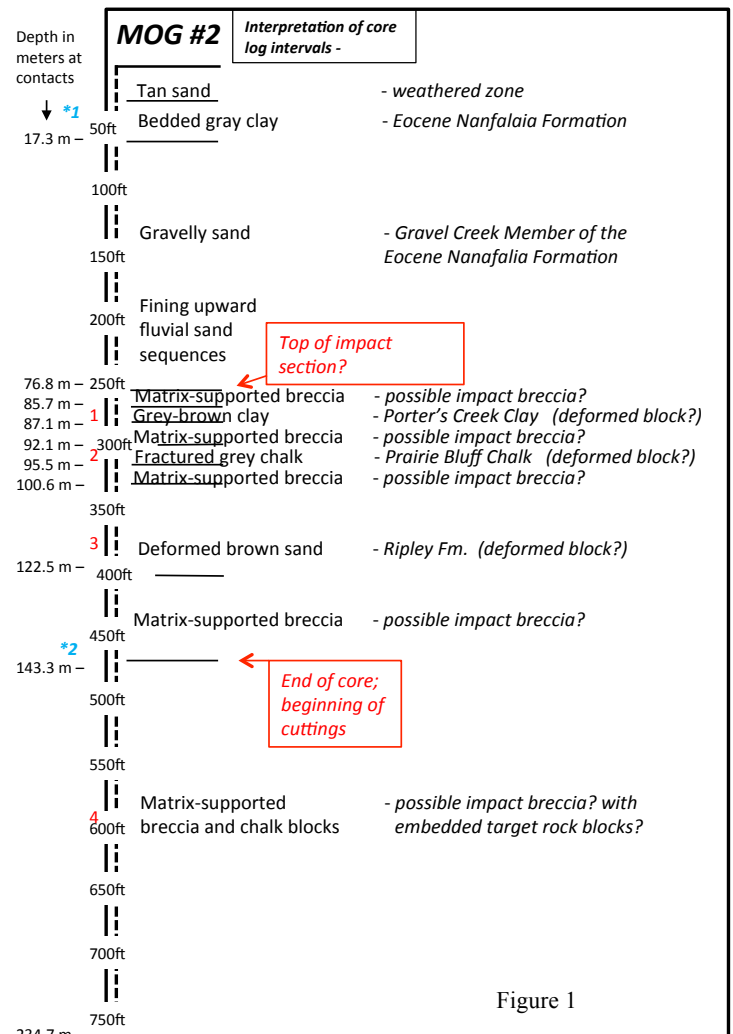 Depth in
meters at
contacts
MOG #2
Interpretation of core
log intervals -
Tan sand - weathered zone
*1
50ft Bedded gray clay - Eocene Nanfalaia Formation
17.3 m –
100ft
Gravelly sand - Gravel Creek Member of the
Eocene Nanafalia Formation
150ft
Fining upward
200ft fluvial sand
sequences
Top of impact
section?
76.8 m – 250ft
Matrix-supported breccia - possible impact breccia?
85.7 m –
1 Grey-brown clay - Porter's Creek Clay (deformed block?)
87.1 m –
Matrix-supported breccia - possible impact breccia?
92.1 m – 300ft
2 Fractured grey chalk - Prairie Bluff Chalk (deformed block?)
95.5 m –
Matrix-supported breccia - possible impact breccia?
100.6 m –
350ft
3 Deformed brown sand - Ripley Fm. (deformed block?)
122.5 m – 400ft
Matrix-supported breccia - possible impact breccia?
450ft
*2
143.3 m –
End of core;
beginning of
cuttings
500ft
550ft
Matrix-supported - possible impact breccia? with
4
600ft breccia and chalk blocks embedded target rock blocks?
650ft
700ft
Figure 1
750ft